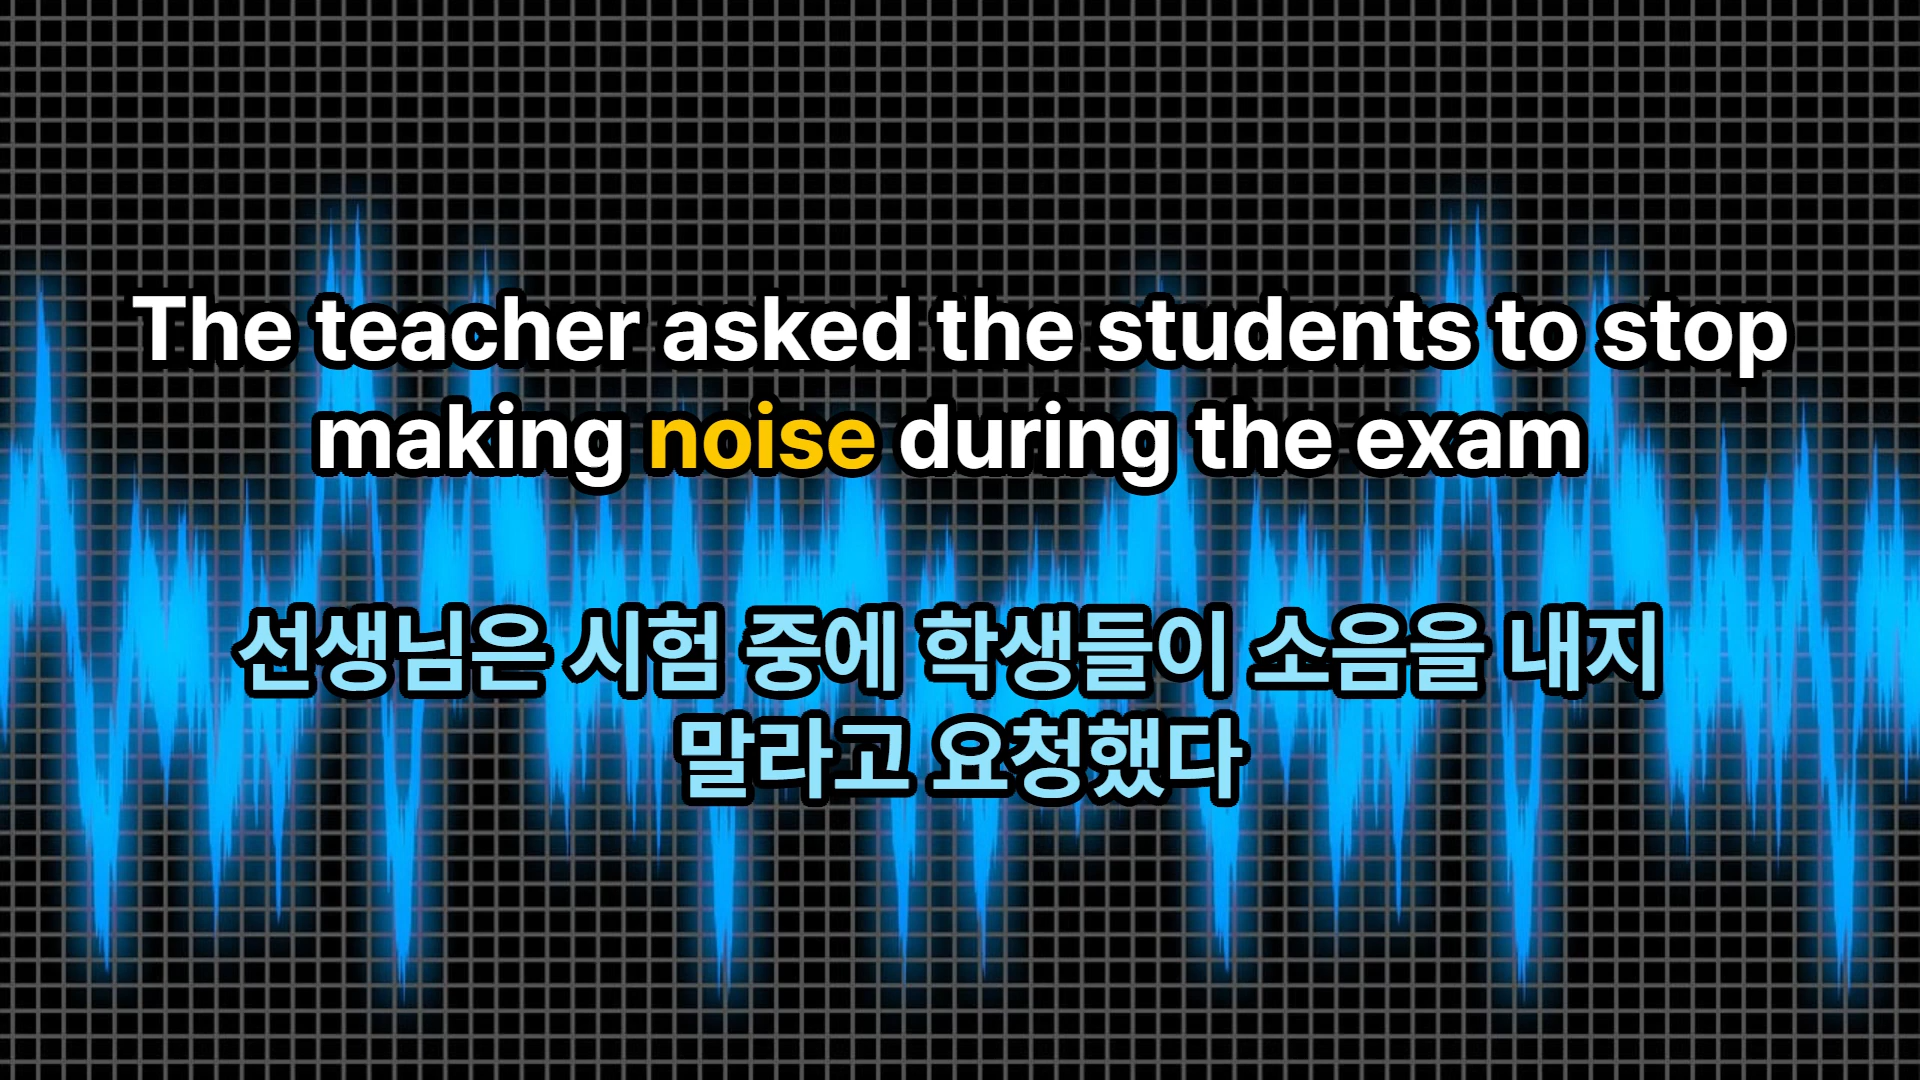 The teacher asked the students to stop
making noise during the exam
선생님은 시험 중에 학생들이 소음을 내지
말라고 요청했다